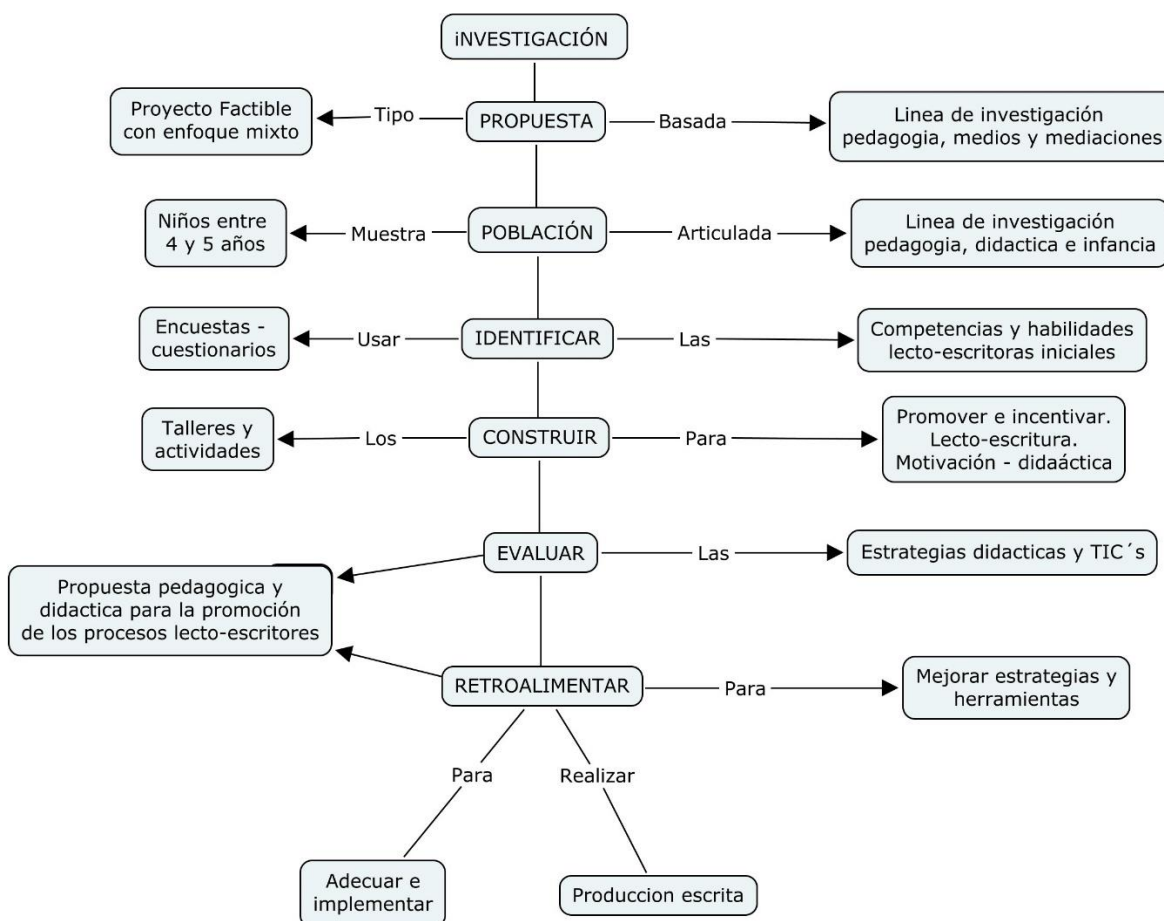 iNVESTIGACIÓN
Proyecto Factible
con enfoque mixto
Tipo
PROPUESTA
Basada
Linea de investigación
pedagogia, medios y mediaciones
Niños entre
4 y 5 años
Muestra
POBLACIÓN
Articulada
Linea de investigación
pedagogia, didactica e infancia
Encuestas -
cuestionarios
Usar
IDENTIFICAR
Las
Competencias y habilidades
lecto-escritoras iniciales
Talleres y
actividades
Los
CONSTRUIR
Para
Promover e incentivar.
Lecto-escritura.
Motivación - didaáctica
EVALUAR
Las
Estrategias didacticas y TIC´s
Propuesta pedagogica y
didactica para la promoción
de los procesos lecto-escritores
RETROALIMENTAR
Para
Mejorar estrategias y
herramientas
Para
Realizar
Adecuar e
implementar
Produccion escrita